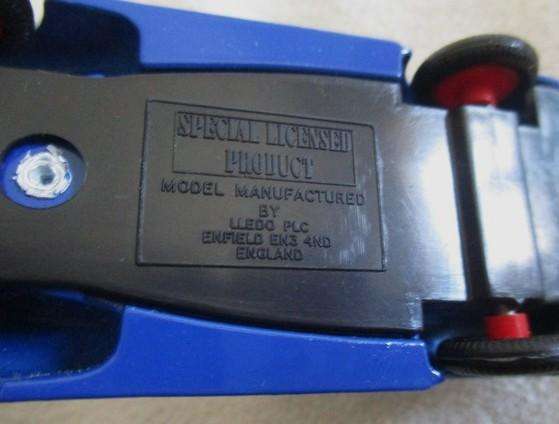 SPECIAL LICENSED
PRODUCT
MODEL MANUFACTURED
BY
LLEDO PLC
ENFIELD EN3 4ND
ENGLAND